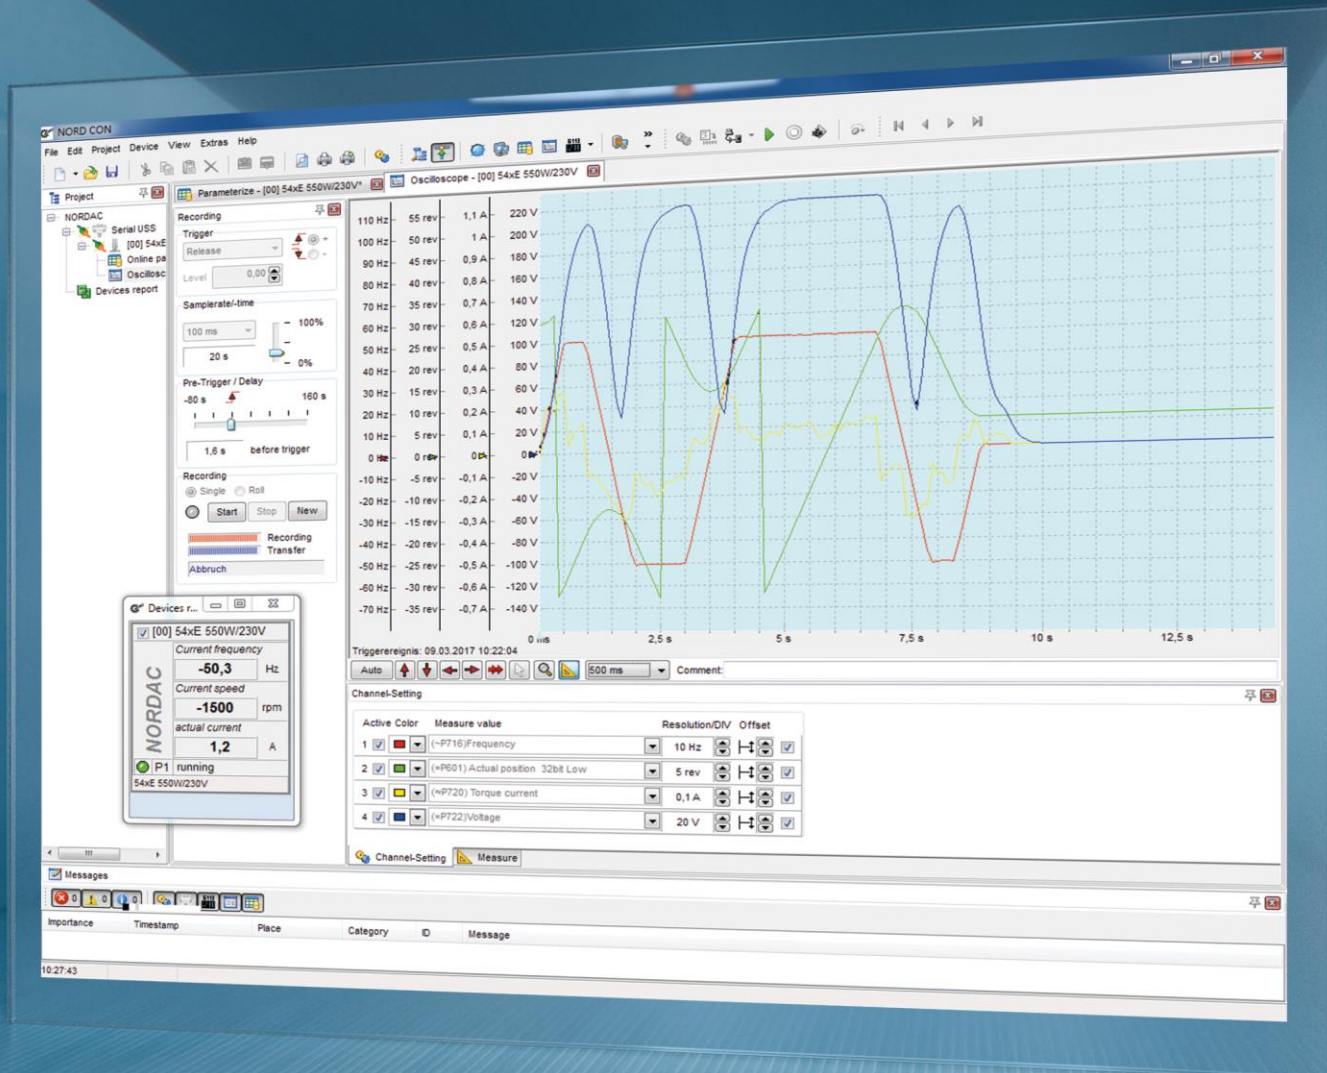 NORD CON
File Edit Project Device View Extras Help
Project
NORDAC
Serial USS
[00] 54xE
Online pa
Oscillosc
Devices report
Parameterize - [00] 54xE 550W/230V*
Oscilloscope - [00] 54xE 550W/230V
Recording
Trigger
Release
+
-
Level 0,00
Samplerate/-time
100 ms
100%
20 s
0%
Pre-Trigger / Delay
-80 s 160 s
1,6 s before trigger
Recording
Single Roll
Start Stop New
Recording
Transfer
Abbruch
110 Hz 55 rev 1,1 A 220 V
100 Hz 50 rev 1 A 200 V
90 Hz 45 rev 0,9 A 180 V
80 Hz 40 rev 0,8 A 160 V
70 Hz 35 rev 0,7 A 140 V
60 Hz 30 rev 0,6 A 120 V
50 Hz 25 rev 0,5 A 100 V
40 Hz 20 rev 0,4 A 80 V
30 Hz 15 rev 0,3 A 60 V
20 Hz 10 rev 0,2 A 40 V
10 Hz 5 rev 0,1 A 20 V
0 Hz 0 rev 0 A 0 V
-10 Hz -5 rev -0,1 A -20 V
-20 Hz -10 rev -0,2 A -40 V
-30 Hz -15 rev -0,3 A -60 V
-40 Hz -20 rev -0,4 A -80 V
-50 Hz -25 rev -0,5 A -100 V
-60 Hz -30 rev -0,6 A -120 V
-70 Hz -35 rev -0,7 A -140 V
0 ms 2,5 s 5 s 7,5 s 10 s 12,5 s
Triggerereignis: 09.03.2017 10:22:04
Auto 500 ms Comment:
Channel-Setting
Active Color Measure value Resolution/DIV Offset
1 (~P716)Frequency 10 Hz
2 (=P601) Actual position 32bit Low 5 rev
3 (≈P720) Torque current 0,1 A
4 (=P722)Voltage 20 V
Channel-Setting Measure
Devices r...
[00] 54xE 550W/230V
NORDAC
Current frequency
-50,3 Hz
Current speed
-1500 rpm
actual current
1,2 A
P1 running
54xE 550W/230V
Messages
0 0 0
Importance Timestamp Place Category ID Message
10:27:43